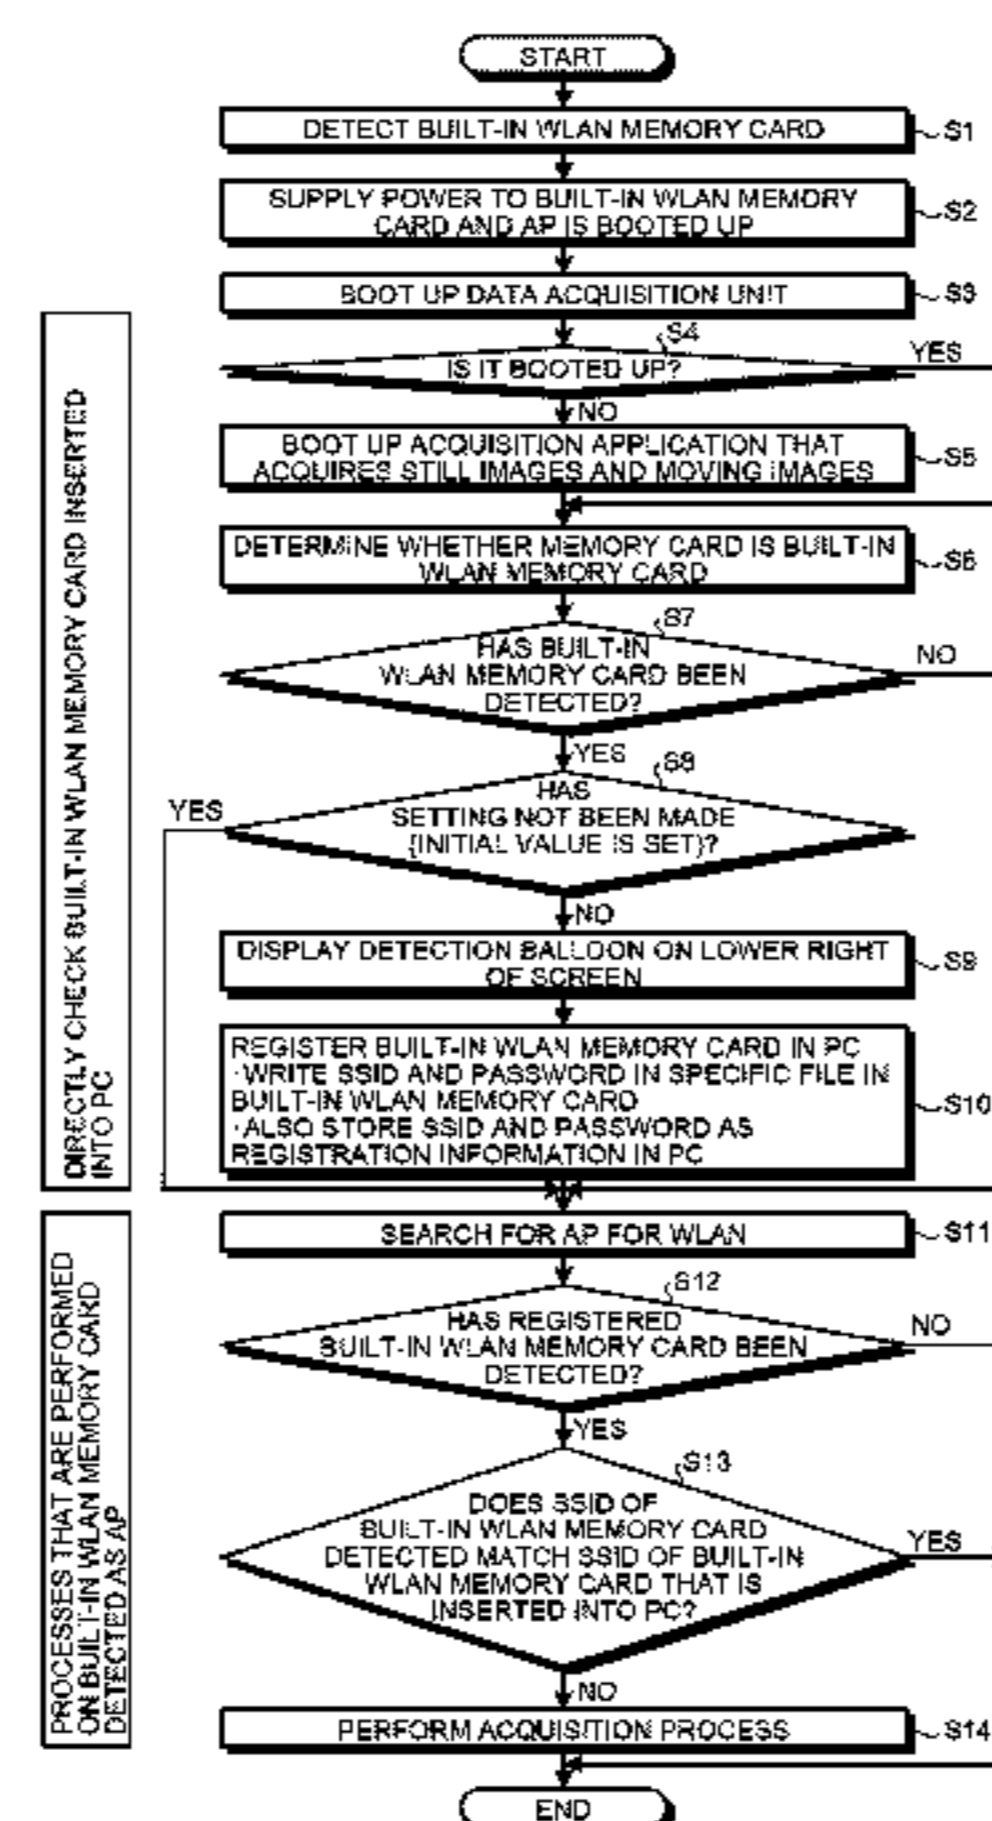 START
DETECT BUILT-IN WLAN MEMORY CARD
S1
SUPPLY POWER TO BUILT-IN WLAN MEMORY
CARD AND AP IS BOOTED UP
S2
BOOT UP DATA ACQUISITION UNIT
S3
S4
IS IT BOOTED UP?
YES
NO
BOOT UP ACQUISITION APPLICATION THAT
ACQUIRES STILL IMAGES AND MOVING IMAGES
S5
DETERMINE WHETHER MEMORY CARD IS BUILT-IN
WLAN MEMORY CARD
S6
S7
HAS BUILT-IN
WLAN MEMORY CARD BEEN
DETECTED?
NO
YES
S8
HAS
SETTING NOT BEEN MADE
(INITIAL VALUE IS SET)?
YES
NO
DISPLAY DETECTION BALLOON ON LOWER RIGHT
OF SCREEN
S9
REGISTER BUILT-IN WLAN MEMORY CARD IN PC
·WRITE SSID AND PASSWORD IN SPECIFIC FILE IN
BUILT-IN WLAN MEMORY CARD
·ALSO STORE SSID AND PASSWORD AS
REGISTRATION INFORMATION IN PC
S10
DIRECTLY CHECK BUILT-IN WLAN MEMORY CARD INSERTED
INTO PC
SEARCH FOR AP FOR WLAN
S11
S12
HAS REGISTERED
BUILT-IN WLAN MEMORY CARD BEEN
DETECTED?
NO
YES
S13
DOES SSID OF
BUILT-IN WLAN MEMORY CARD
DETECTED MATCH SSID OF BUILT-IN
WLAN MEMORY CARD THAT IS
INSERTED INTO PC?
YES
NO
PERFORM ACQUISITION PROCESS
S14
PROCESSES THAT ARE PERFORMED
ON BUILT-IN WLAN MEMORY CARD
DETECTED AS AP
END